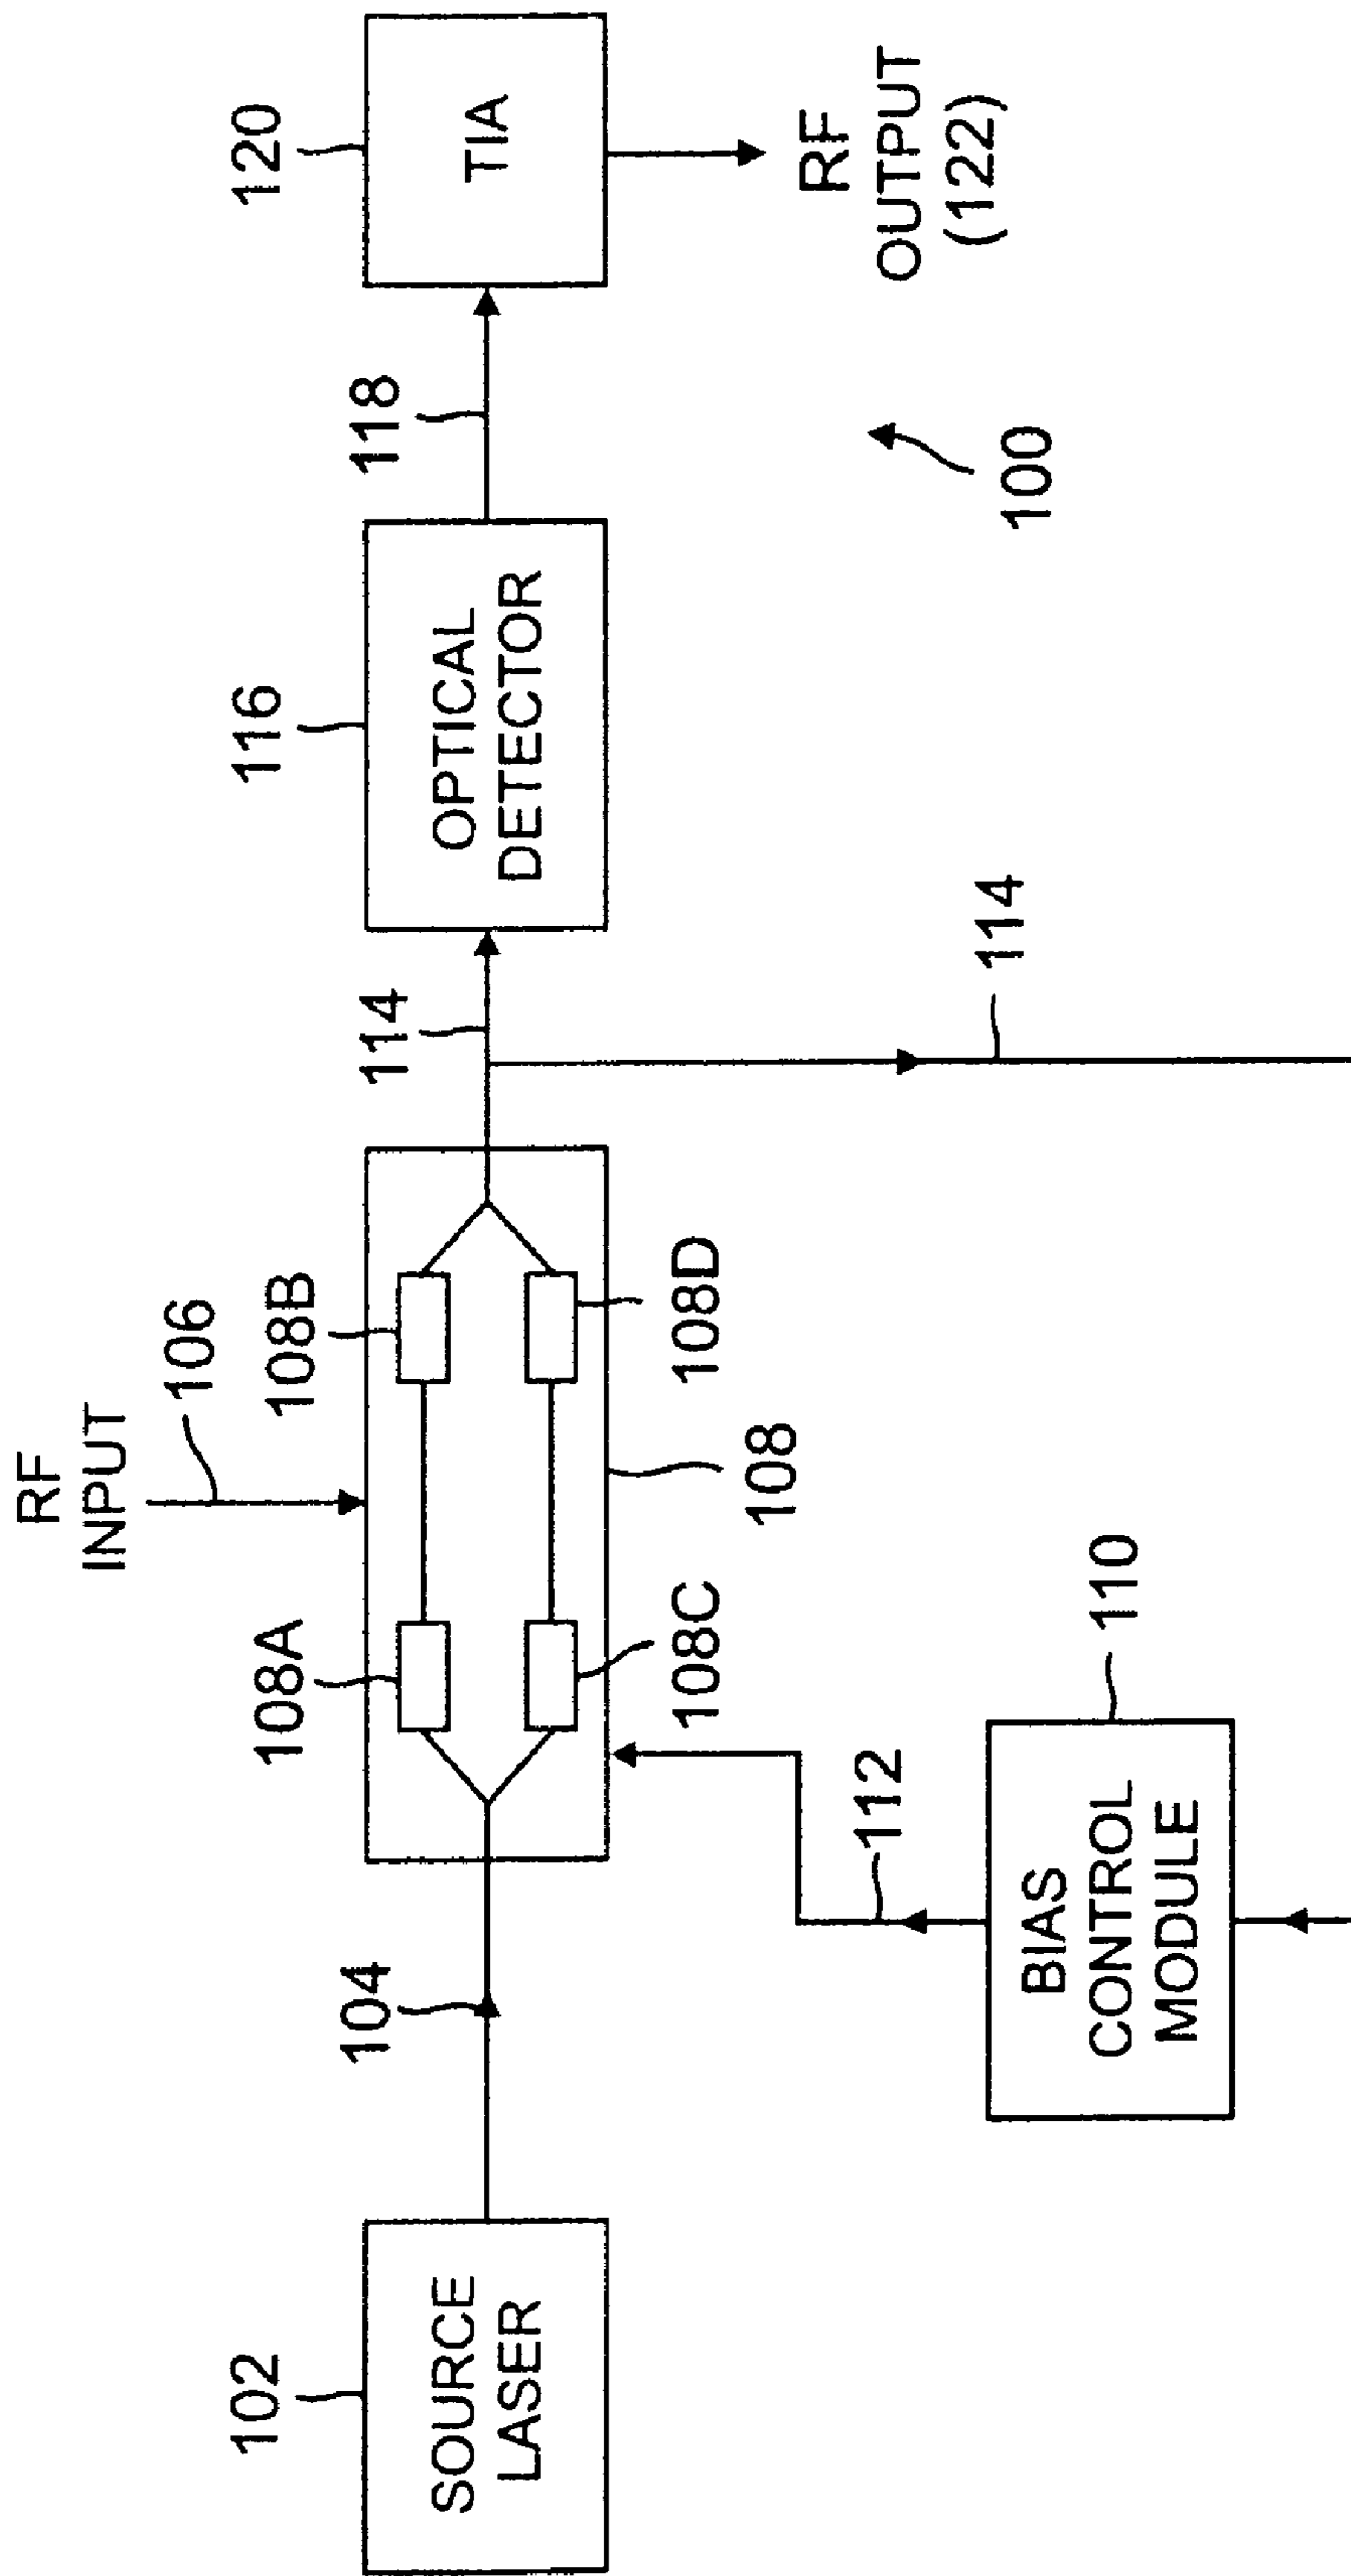 RF
INPUT
106
102
SOURCE
LASER
104
108A
108B
108C
108D
108
114
116
OPTICAL
DETECTOR
118
120
TIA
RF
OUTPUT
(122)
100
112
110
BIAS
CONTROL
MODULE
114